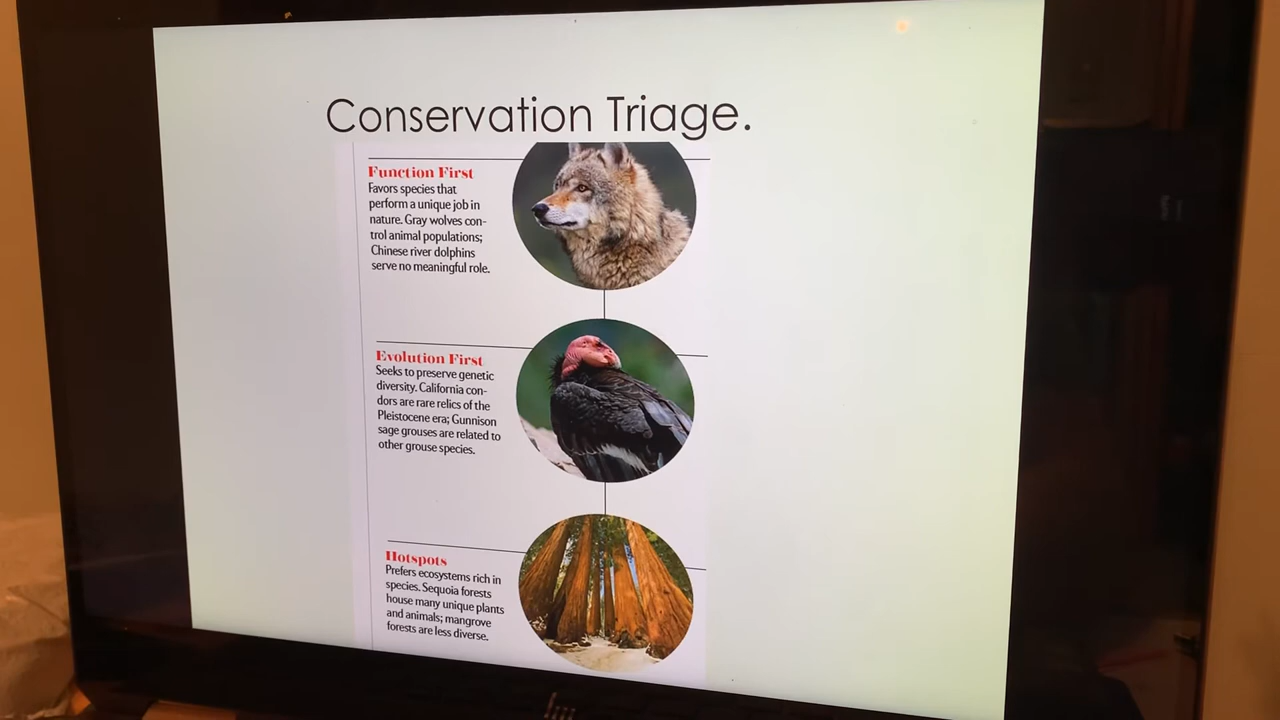 Conservation Triage.
Function First
Favors species that
perform a unique job in
nature. Gray wolves con-
trol animal populations;
Chinese river dolphins
serve no meaningful role.
Evolution First
Seeks to preserve genetic
diversity. California con-
dors are rare relics of the
Pleistocene era; Gunnison
sage grouses are related to
other grouse species.
Hotspots
Prefers ecosystems rich in
species. Sequoia forests
house many unique plants
and animals; mangrove
forests are less diverse.